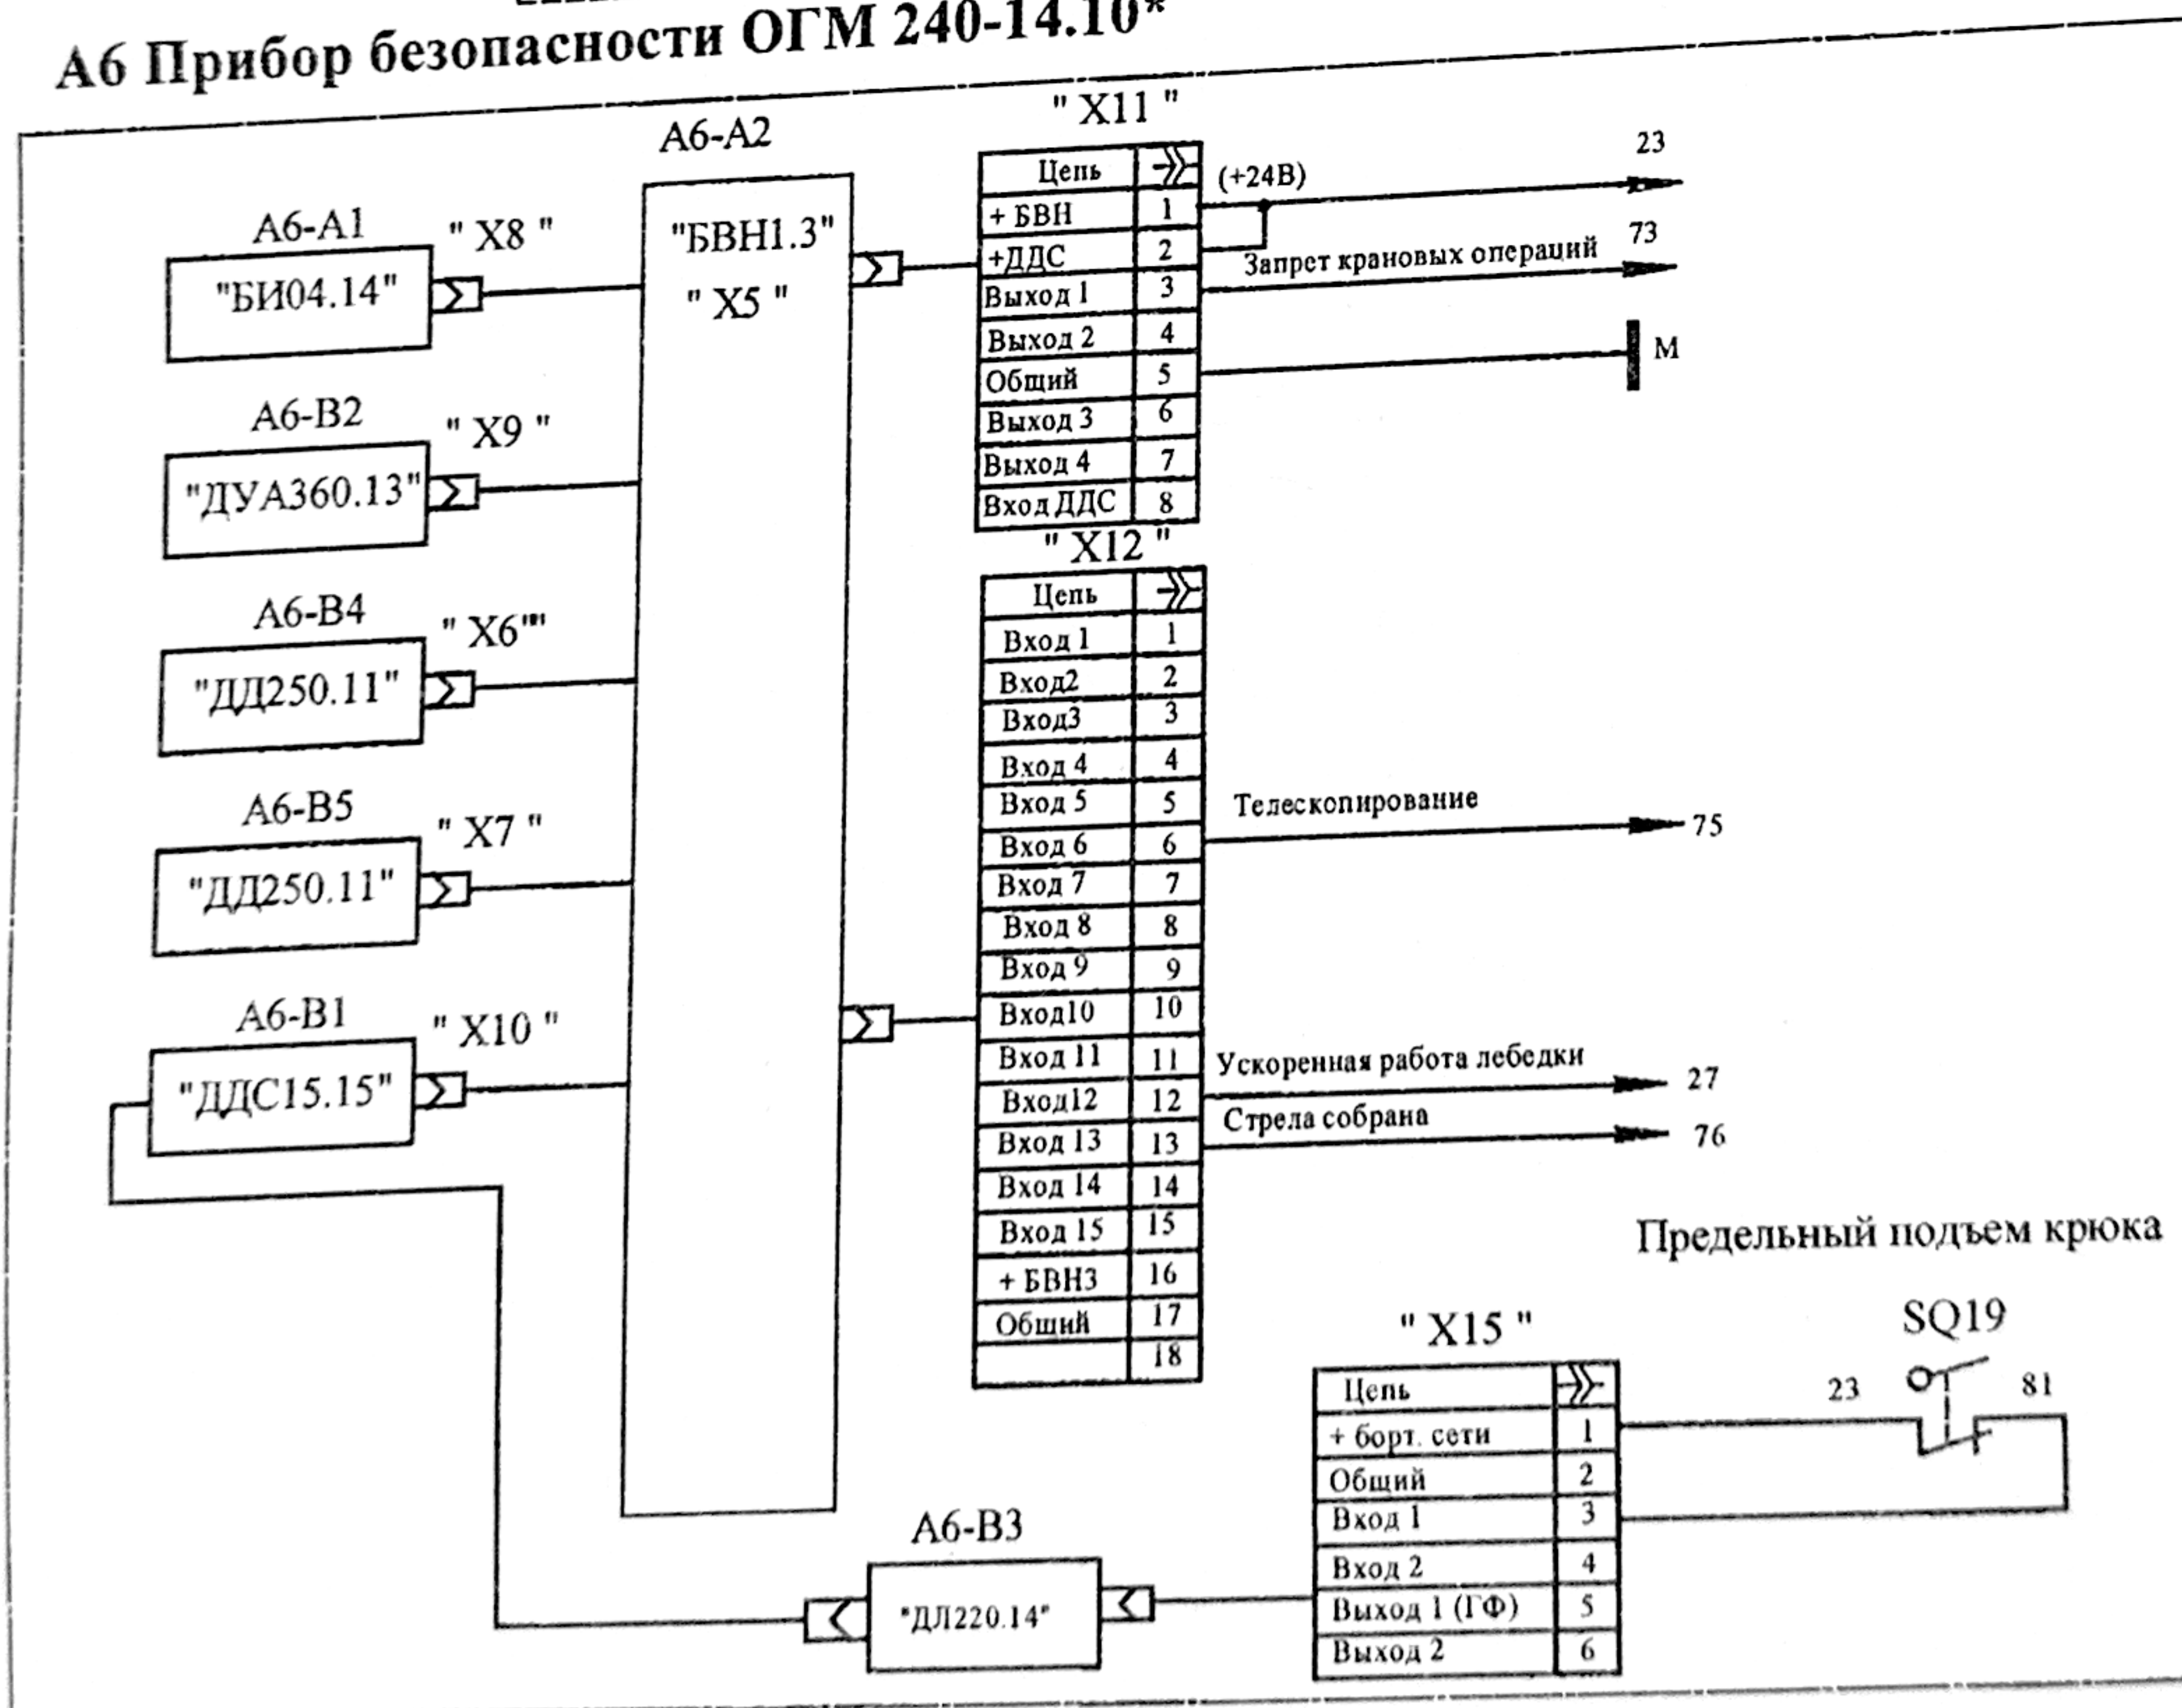 А6 Прибор безопасности ОГМ 240-14.10*
А6-А1
" Х8 "
"БИ04.14"
А6-В2
" Х9 "
"ДУА360.13"
А6-В4
" Х6""
"ДД250.11"
А6-В5
" Х7 "
"ДД250.11"
А6-В1
" Х10 "
"ДДС15.15"
А6-А2
"БВН1.3"
" Х5 "
" Х11 "
Цепь
+ БВН 1
+ДДС 2
Выход 1 3
Выход 2 4
Общий 5
Выход 3 6
Выход 4 7
Вход ДДС 8
(+24В)
23
Запрет крановых операций
73
М
" Х12 "
Цепь
Вход 1 1
Вход2 2
Вход3 3
Вход 4 4
Вход 5 5
Вход 6 6
Вход 7 7
Вход 8 8
Вход 9 9
Вход10 10
Вход 11 11
Вход12 12
Вход 13 13
Вход 14 14
Вход 15 15
+ БВН3 16
Общий 17
18
Телескопирование
75
Ускоренная работа лебедки
27
Стрела собрана
76
Предельный подъем крюка
SQ19
23
81
" Х15 "
Цепь
+ борт. сети 1
Общий 2
Вход 1 3
Вход 2 4
Выход 1 (ГФ) 5
Выход 2 6
А6-В3
"ДЛ220.14"